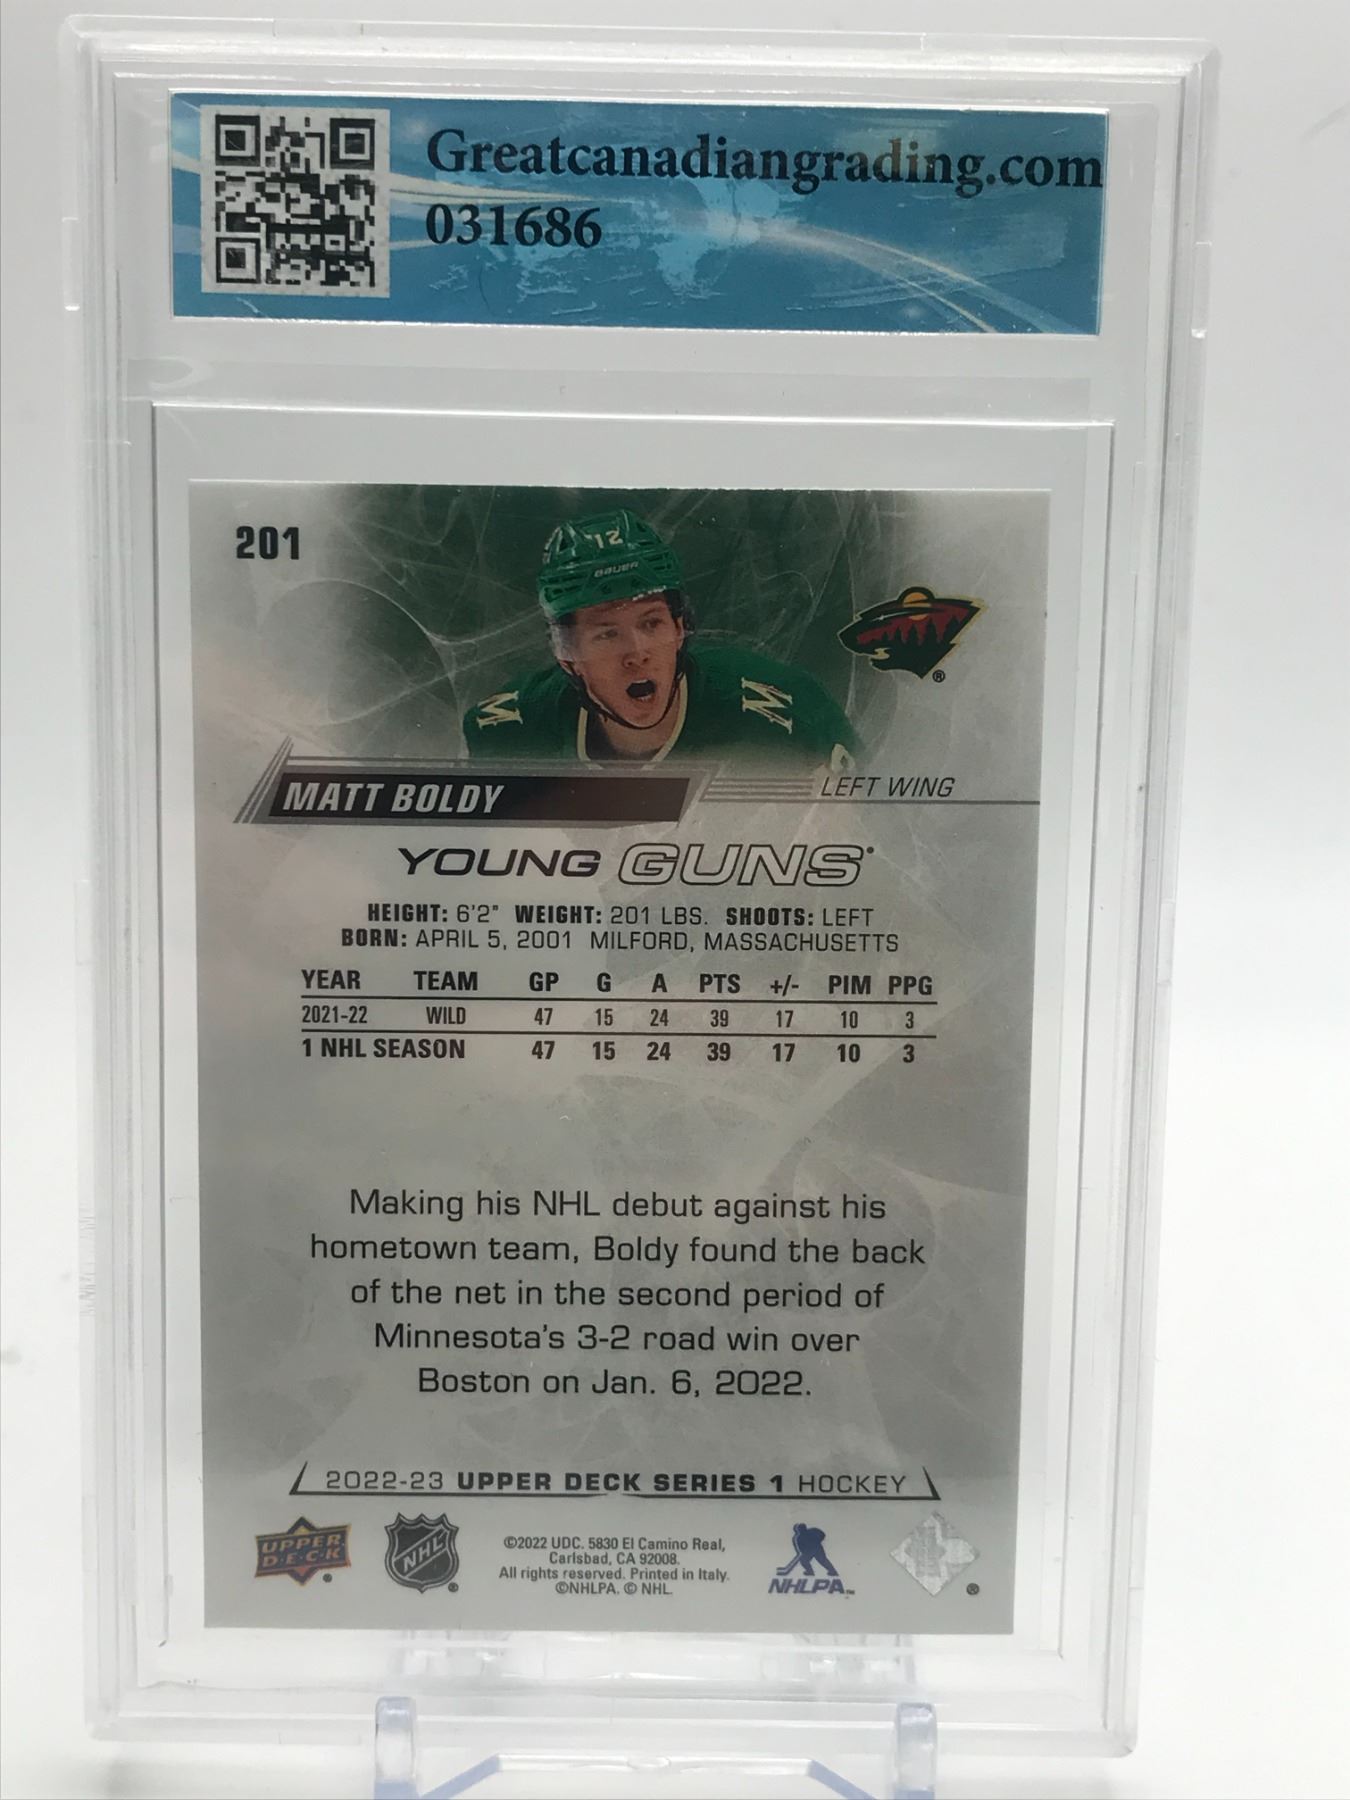 Greatcanadiangrading.com
031686
201
12
BAUER
M M
®
MATT BOLDY
LEFT WING
YOUNG GUNS®
HEIGHT: 6'2" WEIGHT: 201 LBS. SHOOTS: LEFT
BORN: APRIL 5, 2001 MILFORD, MASSACHUSETTS
YEAR TEAM GP G A PTS +/- PIM PPG
2021-22 WILD 47 15 24 39 17 10 3
1 NHL SEASON 47 15 24 39 17 10 3
Making his NHL debut against his
hometown team, Boldy found the back
of the net in the second period of
Minnesota's 3-2 road win over
Boston on Jan. 6, 2022.
2022-23 UPPER DECK SERIES 1 HOCKEY
UPPER
D·E·C·K
NHL
©2022 UDC. 5830 El Camino Real,
Carlsbad, CA 92008.
All rights reserved. Printed in Italy.
©NHLPA. © NHL.
NHLPA™
®